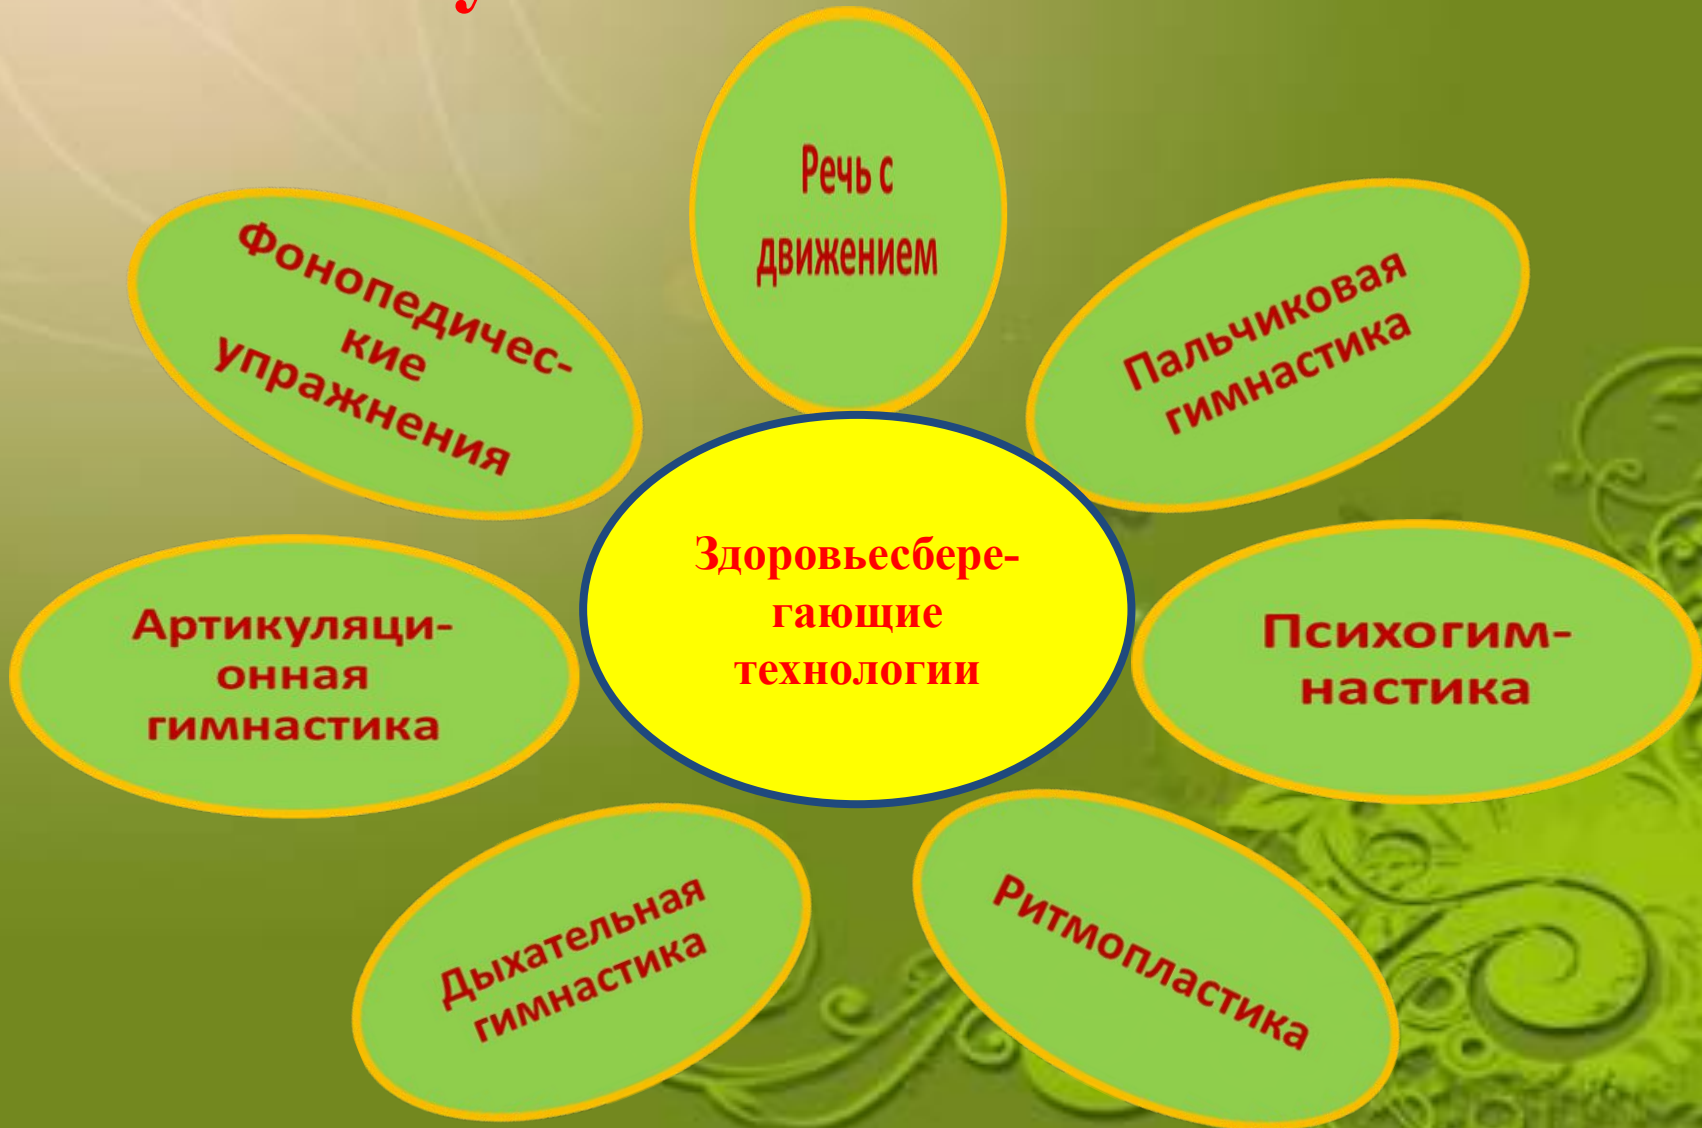 Речь с
движением
Фонопедичес-
кие
упражнения
Пальчиковая
гимнастика
Здоровьесбере-
гающие
технологии
Артикуляци-
онная
гимнастика
Психогим-
настика
Дыхательная
гимнастика
Ритмопластика